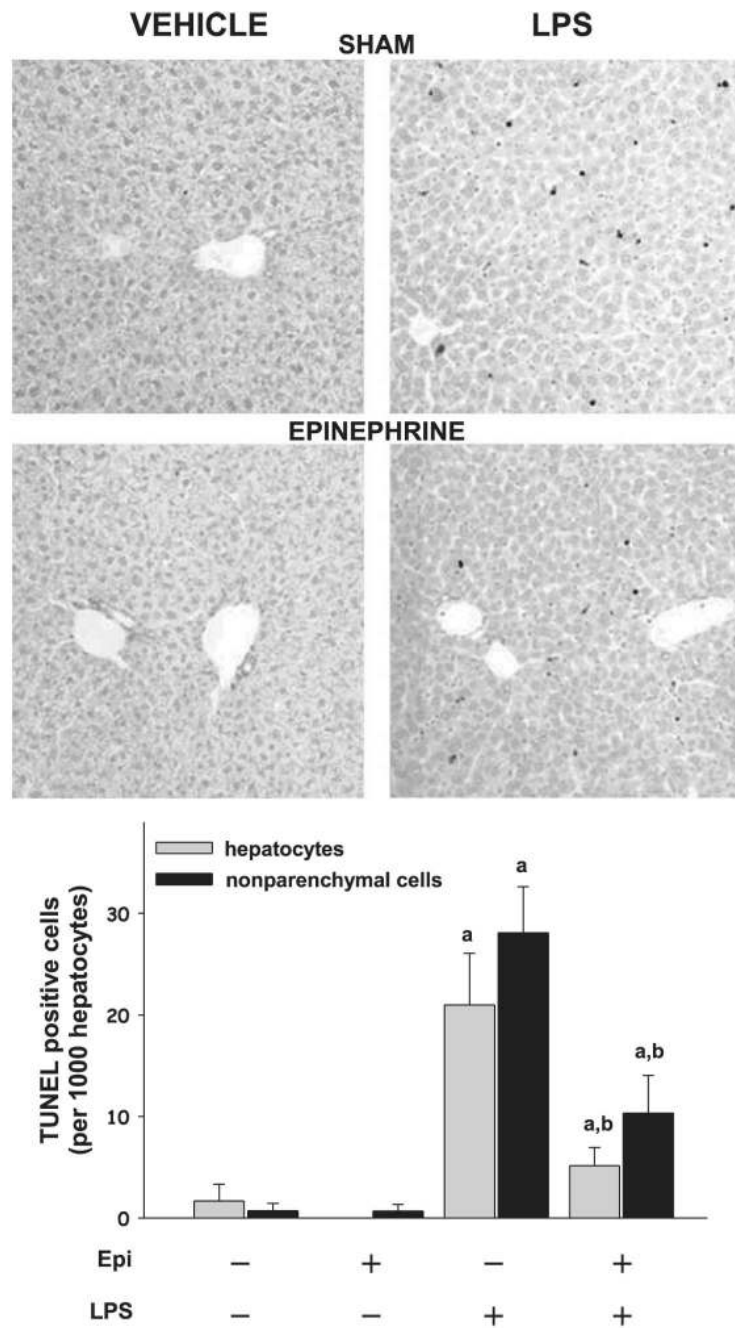 VEHICLE LPS
SHAM
EPINEPHRINE
hepatocytes
nonparenchymal cells
TUNEL positive cells
(per 1000 hepatocytes)
30
20
10
0
a
a
a,b
a,b
Epi − + − +
LPS − − + +